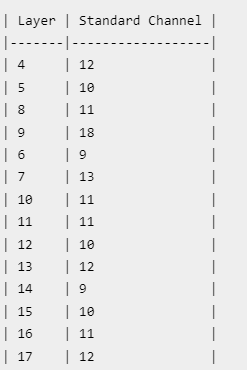 | Layer | Standard Channel |
|-------|------------------|
| 4     | 12               |
| 5     | 10               |
| 8     | 11               |
| 9     | 18               |
| 6     | 9                |
| 7     | 13               |
| 10    | 11               |
| 11    | 11               |
| 12    | 10               |
| 13    | 12               |
| 14    | 9                |
| 15    | 10               |
| 16    | 11               |
| 17    | 12               |